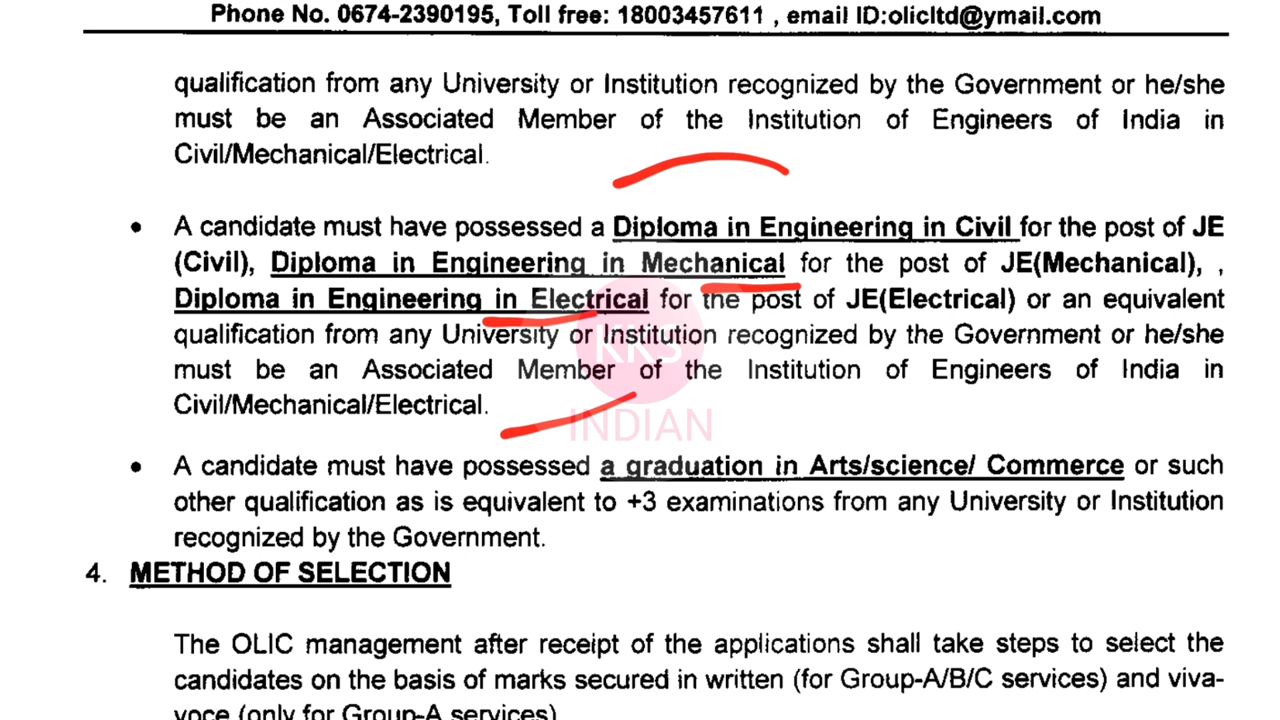 Phone No. 0674-2390195, Toll free: 18003457611 , email ID:olicltd@ymail.com
qualification from any University or Institution recognized by the Government or he/she
must be an Associated Member of the Institution of Engineers of India in
Civil/Mechanical/Electrical.
• A candidate must have possessed a Diploma in Engineering in Civil for the post of JE
(Civil), Diploma in Engineering in Mechanical for the post of JE(Mechanical), ,
Diploma in Engineering in Electrical for the post of JE(Electrical) or an equivalent
qualification from any University or Institution recognized by the Government or he/she
must be an Associated Member of the Institution of Engineers of India in
Civil/Mechanical/Electrical.
KKS
INDIAN
• A candidate must have possessed a graduation in Arts/science/ Commerce or such
other qualification as is equivalent to +3 examinations from any University or Institution
recognized by the Government.
4. METHOD OF SELECTION
The OLIC management after receipt of the applications shall take steps to select the
candidates on the basis of marks secured in written (for Group-A/B/C services) and viva-
voce (only for Group-A services)